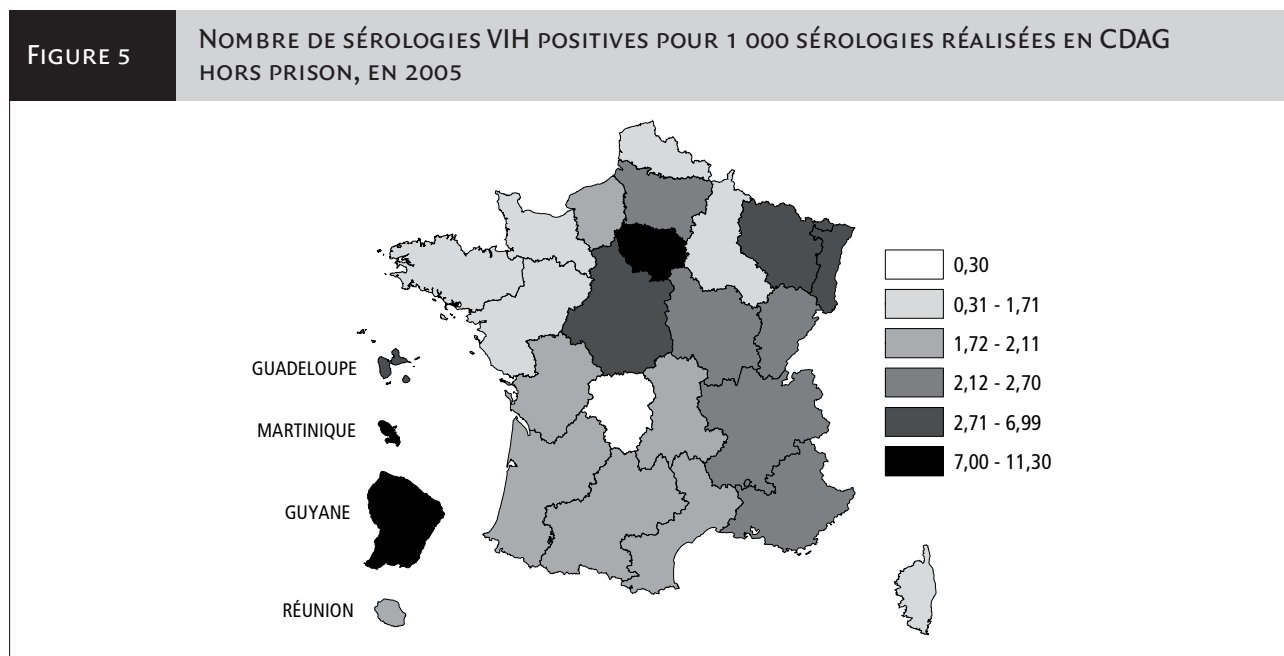 FIGURE 5
NOMBRE DE SÉROLOGIES VIH POSITIVES POUR 1 000 SÉROLOGIES RÉALISÉES EN CDAG
HORS PRISON, EN 2005
GUADELOUPE
MARTINIQUE
GUYANE
RÉUNION
0,30
0,31 - 1,71
1,72 - 2,11
2,12 - 2,70
2,71 - 6,99
7,00 - 11,30